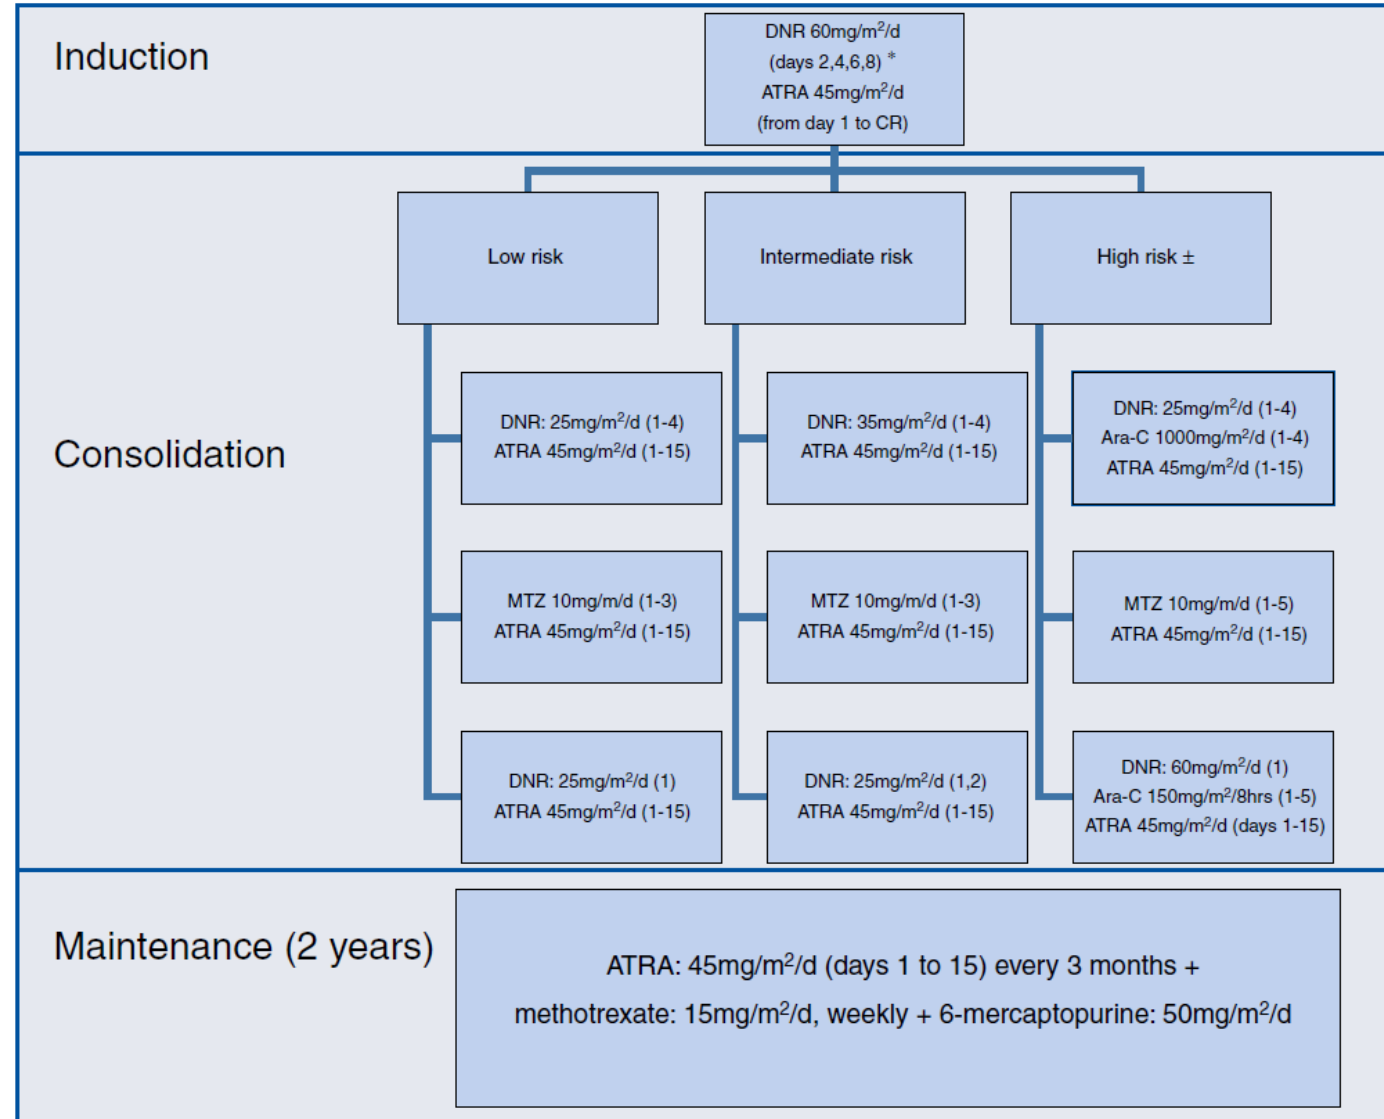 Induction
DNR 60mg/m²/d
(days 2,4,6,8) *
ATRA 45mg/m²/d
(from day 1 to CR)
Consolidation
Low risk
Intermediate risk
High risk ±
DNR: 25mg/m²/d (1-4)
ATRA 45mg/m²/d (1-15)
DNR: 35mg/m²/d (1-4)
ATRA 45mg/m²/d (1-15)
DNR: 25mg/m²/d (1-4)
Ara-C 1000mg/m²/d (1-4)
ATRA 45mg/m²/d (1-15)
MTZ 10mg/m/d (1-3)
ATRA 45mg/m²/d (1-15)
MTZ 10mg/m/d (1-3)
ATRA 45mg/m²/d (1-15)
MTZ 10mg/m/d (1-5)
ATRA 45mg/m²/d (1-15)
DNR: 25mg/m²/d (1)
ATRA 45mg/m²/d (1-15)
DNR: 25mg/m²/d (1,2)
ATRA 45mg/m²/d (1-15)
DNR: 60mg/m²/d (1)
Ara-C 150mg/m²/8hrs (1-5)
ATRA 45mg/m²/d (days 1-15)
Maintenance (2 years)
ATRA: 45mg/m²/d (days 1 to 15) every 3 months +
methotrexate: 15mg/m²/d, weekly + 6-mercaptopurine: 50mg/m²/d